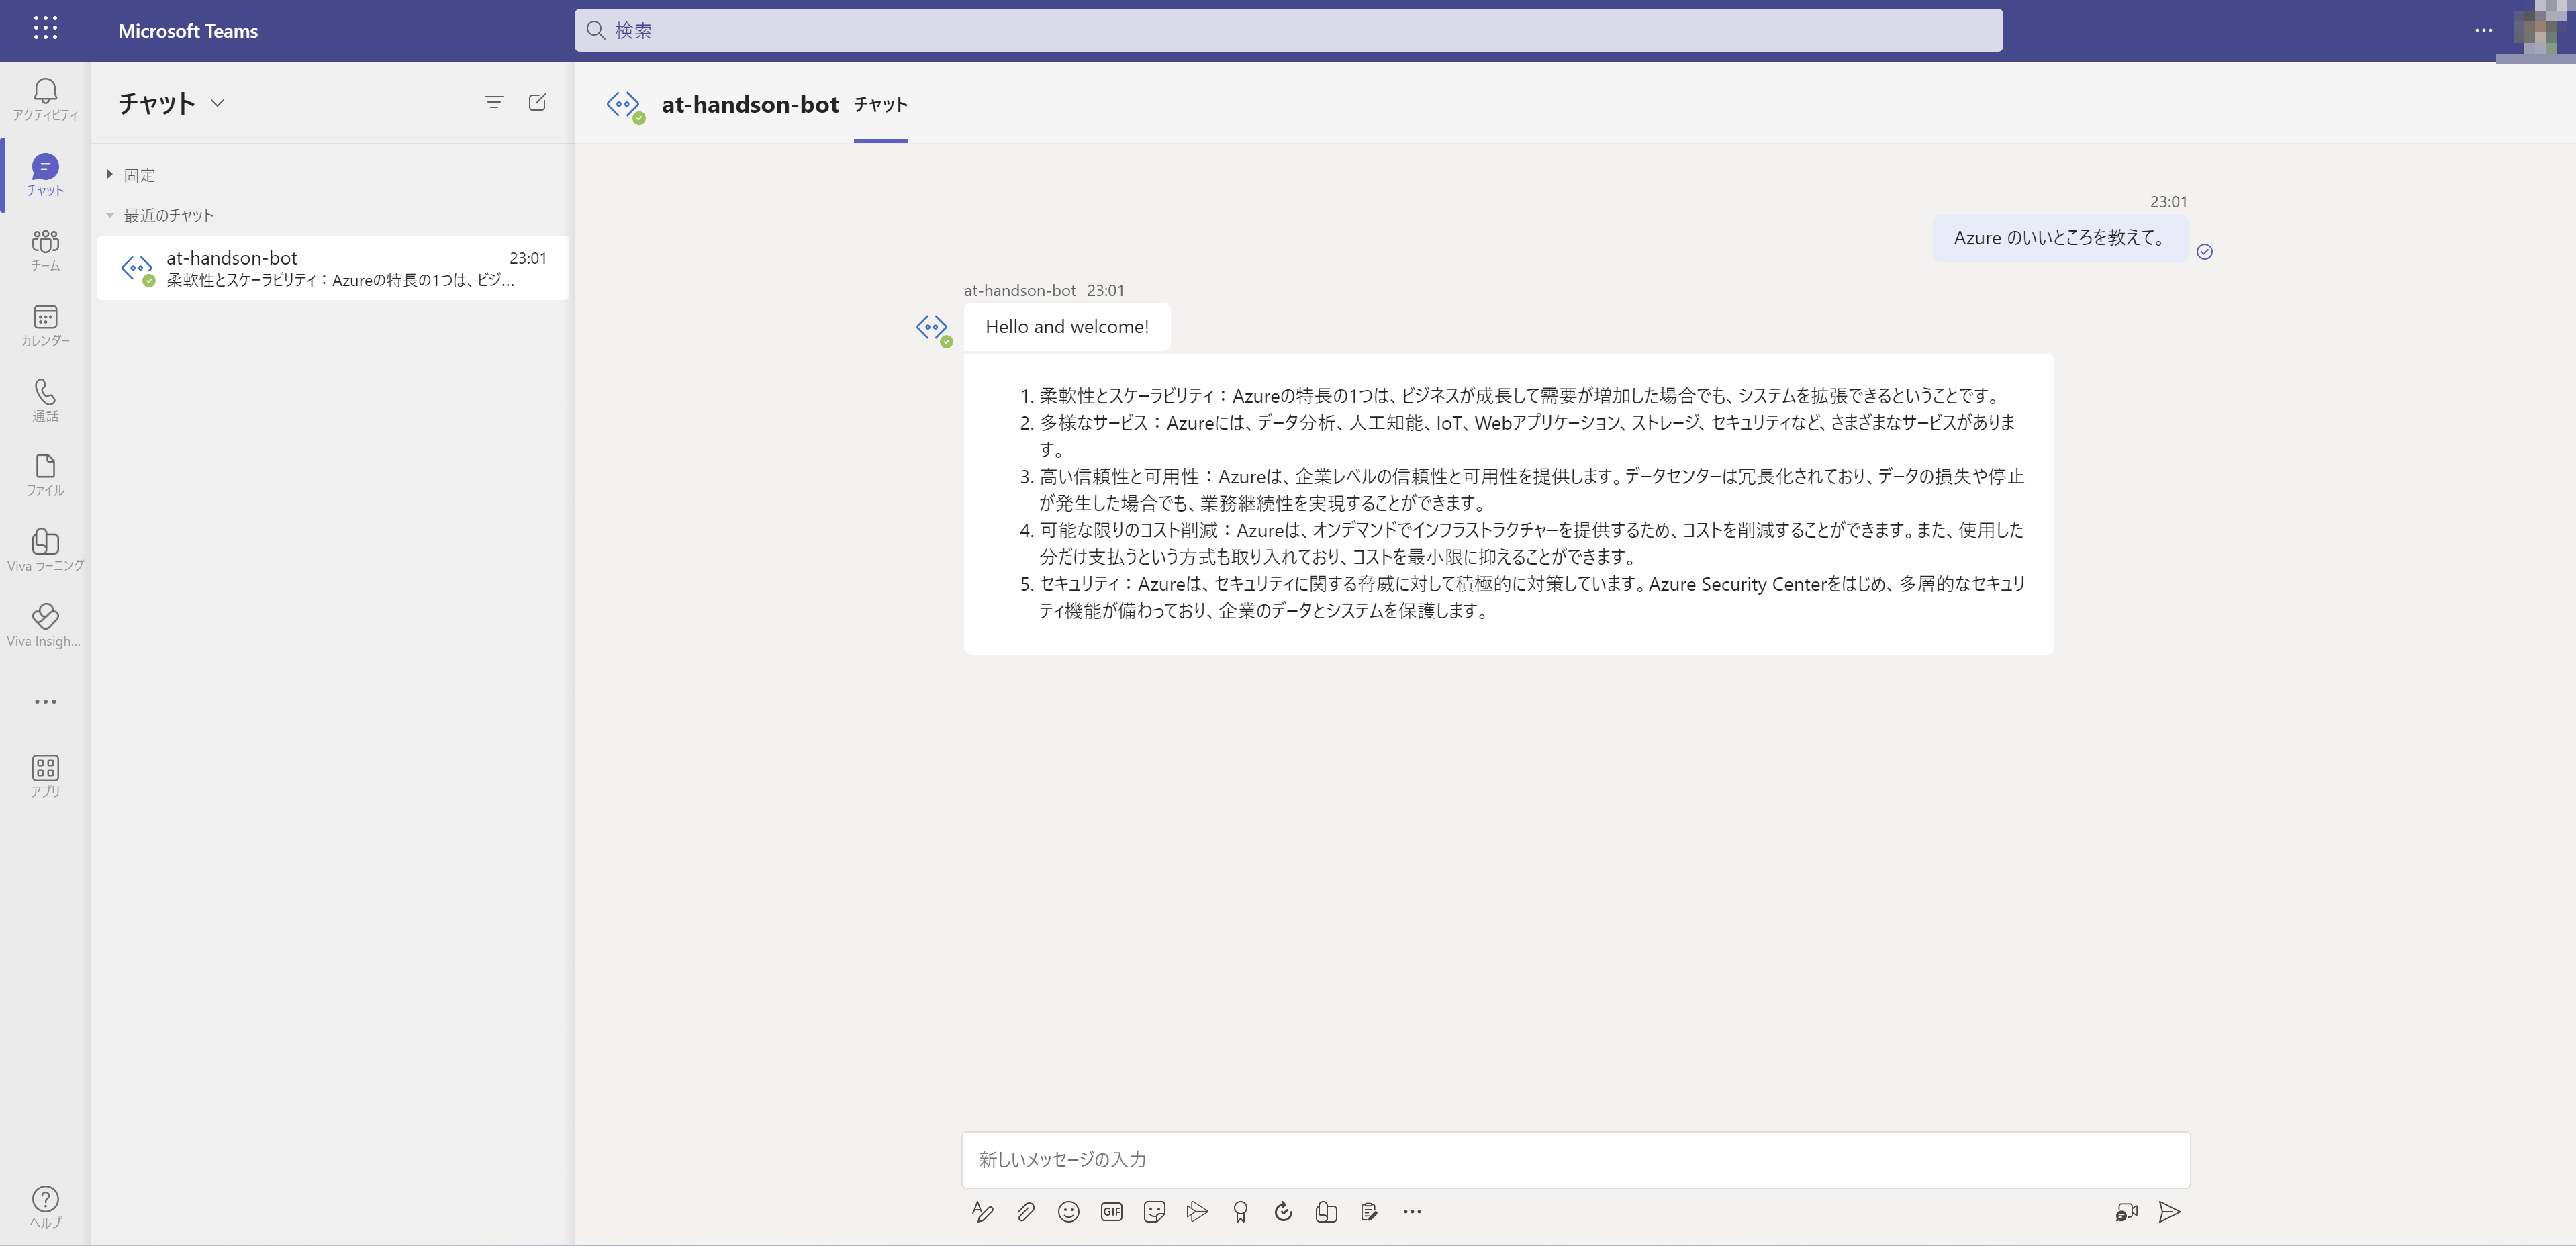 Microsoft Teams
検索
アクティビティ
チャット
チーム
カレンダー
通話
ファイル
Viva ラーニング
Viva Insigh...
アプリ
ヘルプ
チャット
固定
最近のチャット
at-handson-bot 23:01
柔軟性とスケーラビリティ：Azureの特長の1つは、ビジ...
at-handson-bot チャット
23:01
Azure のいいところを教えて。
at-handson-bot 23:01
Hello and welcome!
1. 柔軟性とスケーラビリティ：Azureの特長の1つは、ビジネスが成長して需要が増加した場合でも、システムを拡張できるということです。
2. 多様なサービス：Azureには、データ分析、人工知能、IoT、Webアプリケーション、ストレージ、セキュリティなど、さまざまなサービスがありま
す。
3. 高い信頼性と可用性：Azureは、企業レベルの信頼性と可用性を提供します。データセンターは冗長化されており、データの損失や停止
が発生した場合でも、業務継続性を実現することができます。
4. 可能な限りのコスト削減：Azureは、オンデマンドでインフラストラクチャーを提供するため、コストを削減することができます。また、使用した
分だけ支払うという方式も取り入れており、コストを最小限に抑えることができます。
5. セキュリティ：Azureは、セキュリティに関する脅威に対して積極的に対策しています。Azure Security Centerをはじめ、多層的なセキュリ
ティ機能が備わっており、企業のデータとシステムを保護します。
新しいメッセージの入力
GIF